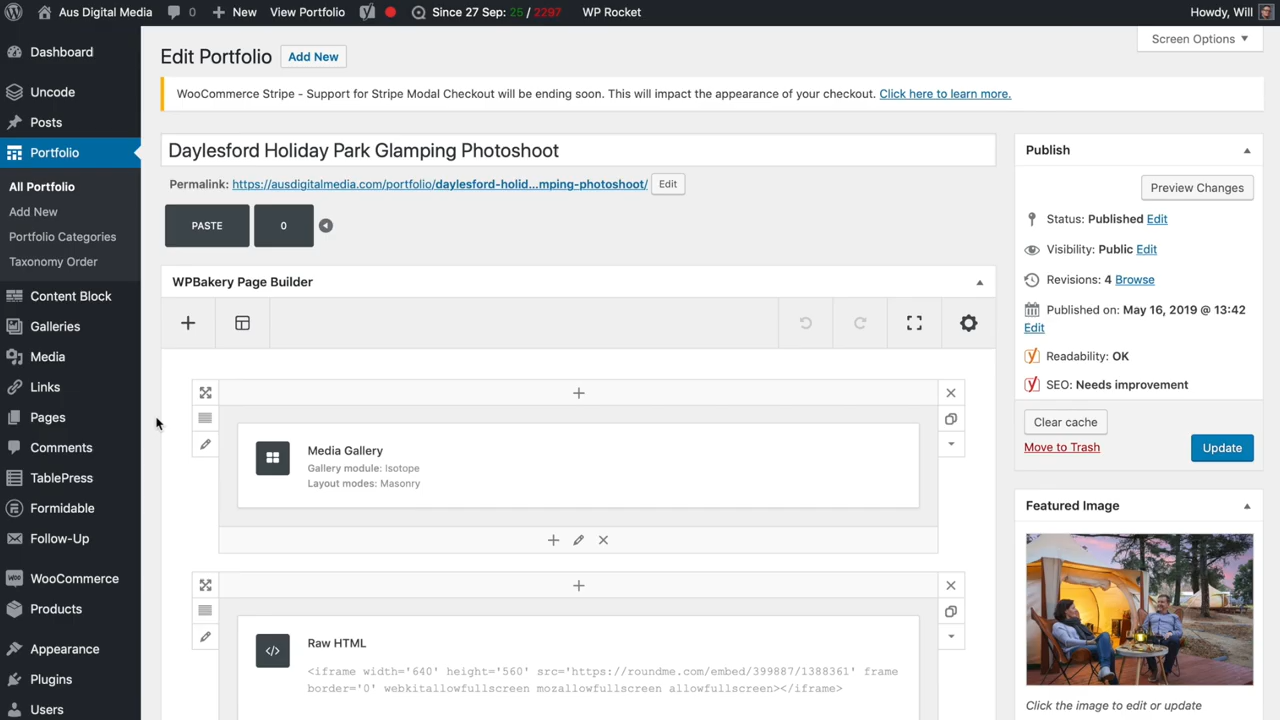 Aus Digital Media 0 New View Portfolio Since 27 Sep: 25 / 2297 WP Rocket Howdy, Will
Dashboard
Uncode
Posts
Portfolio
All Portfolio
Add New
Portfolio Categories
Taxonomy Order
Content Block
Galleries
Media
Links
Pages
Comments
TablePress
Formidable
Follow-Up
WooCommerce
Products
Appearance
Plugins
Users
Screen Options
Edit Portfolio Add New
WooCommerce Stripe - Support for Stripe Modal Checkout will be ending soon. This will impact the appearance of your checkout. Click here to learn more.
Daylesford Holiday Park Glamping Photoshoot
Permalink: https://ausdigitalmedia.com/portfolio/daylesford-holid...mping-photoshoot/ Edit
PASTE 0
WPBakery Page Builder
Media Gallery
Gallery module: Isotope
Layout modes: Masonry
Raw HTML
<iframe width='640' height='560' src='https://roundme.com/embed/399887/1388361' frame
border='0' webkitallowfullscreen mozallowfullscreen allowfullscreen></iframe>
Publish
Preview Changes
Status: Published Edit
Visibility: Public Edit
Revisions: 4 Browse
Published on: May 16, 2019 @ 13:42
Edit
Readability: OK
SEO: Needs improvement
Clear cache
Move to Trash Update
Featured Image
Click the image to edit or update